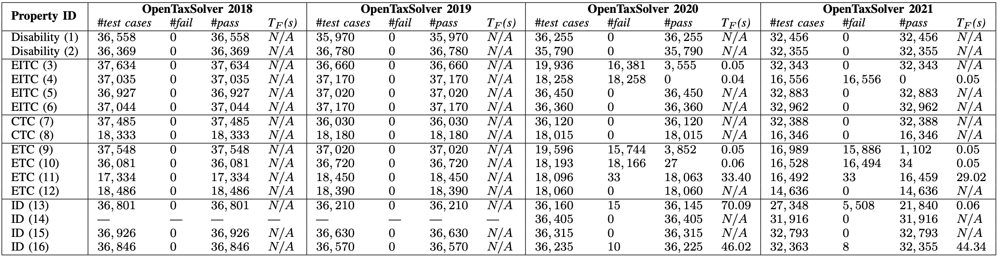 Property ID OpenTaxSolver 2018 OpenTaxSolver 2019 OpenTaxSolver 2020 OpenTaxSolver 2021
#test cases #fail #pass T_F(s) #test cases #fail #pass T_F(s) #test cases #fail #pass T_F(s) #test cases #fail #pass T_F(s)
Disability (1) 36,558 0 36,558 N/A 35,970 0 35,970 N/A 36,255 0 36,255 N/A 32,456 0 32,456 N/A
Disability (2) 36,369 0 36,369 N/A 36,780 0 36,780 N/A 35,790 0 35,790 N/A 32,355 0 32,355 N/A
EITC (3) 37,634 0 37,634 N/A 36,660 0 36,660 N/A 19,936 16,381 3,555 0.05 32,343 0 32,343 N/A
EITC (4) 37,035 0 37,035 N/A 37,170 0 37,170 N/A 18,258 18,258 0 0.04 16,556 16,556 0 0.05
EITC (5) 36,927 0 36,927 N/A 37,020 0 37,020 N/A 36,450 0 36,450 N/A 32,883 0 32,883 N/A
EITC (6) 37,044 0 37,044 N/A 37,170 0 37,170 N/A 36,360 0 36,360 N/A 32,962 0 32,962 N/A
CTC (7) 37,485 0 37,485 N/A 36,030 0 36,030 N/A 36,120 0 36,120 N/A 32,388 0 32,388 N/A
CTC (8) 18,333 0 18,333 N/A 18,180 0 18,180 N/A 18,015 0 18,015 N/A 16,346 0 16,346 N/A
ETC (9) 37,548 0 37,548 N/A 37,020 0 37,020 N/A 19,596 15,744 3,852 0.05 16,989 15,886 1,102 0.05
ETC (10) 36,081 0 36,081 N/A 36,720 0 36,720 N/A 18,193 18,166 27 0.06 16,528 16,494 34 0.05
ETC (11) 17,334 0 17,334 N/A 18,450 0 18,450 N/A 18,096 33 18,063 33.40 16,492 33 16,459 29.02
ETC (12) 18,486 0 18,486 N/A 18,390 0 18,390 N/A 18,060 0 18,060 N/A 14,636 0 14,636 N/A
ID (13) 36,801 0 36,801 N/A 36,210 0 36,210 N/A 36,160 15 36,145 70.09 27,348 5,508 21,840 0.06
ID (14) — — — — — — — — 36,405 0 36,405 N/A 31,916 0 31,916 N/A
ID (15) 36,926 0 36,926 N/A 36,630 0 36,630 N/A 36,315 0 36,315 N/A 32,793 0 32,793 N/A
ID (16) 36,846 0 36,846 N/A 36,570 0 36,570 N/A 36,235 10 36,225 46.02 32,363 8 32,355 44.34